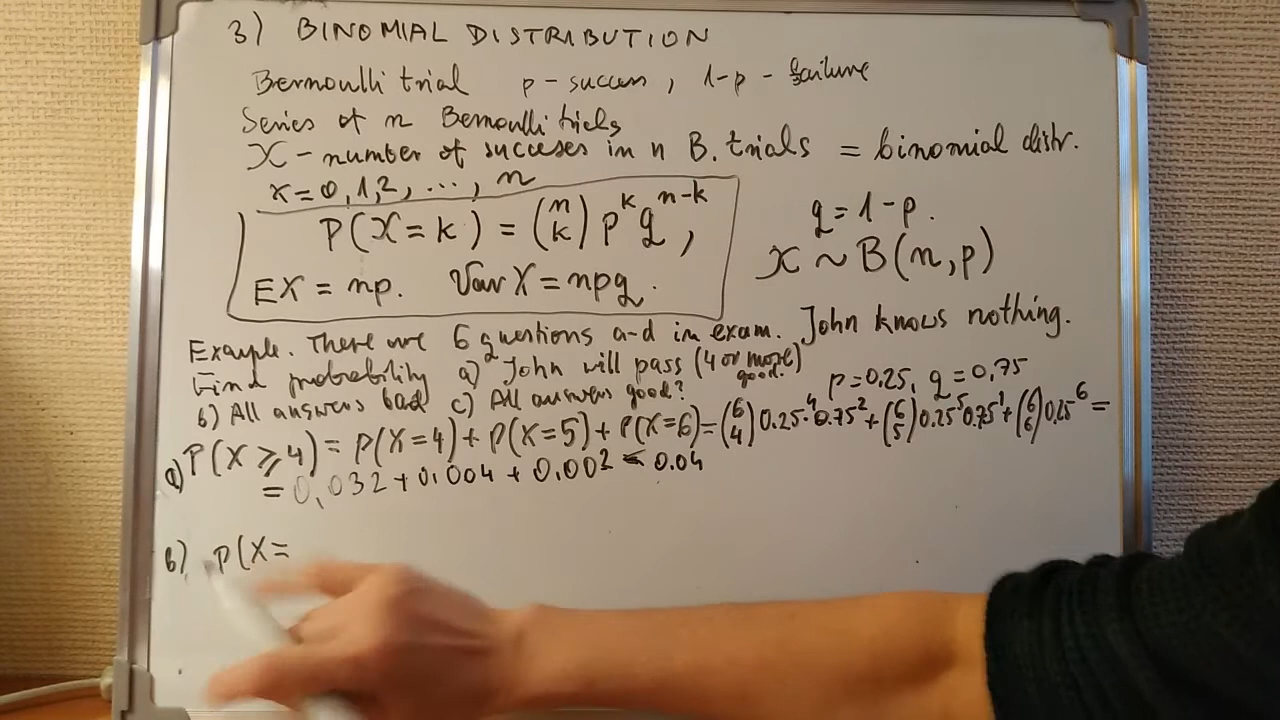 3) BINOMIAL DISTRIBUTION
Bernoulli trial p - succes, 1-p - failure
Series of n Bernoulli trials
X - number of succeses in n B. trials = binomial distr.
x = 0, 1, 2, ..., n
P(X = k) = (n k) p^k q^{n-k}, q = 1-p.
EX = np. Var X = npq. X ~ B(n, p)
Example. There are 6 questions a-d in exam. John knows nothing.
Find probability a) John will pass (4 or more) good.
b) All answers bad c) All answers good? p = 0.25, q = 0,75
a) P(X ⩾ 4) = P(X=4) + P(X=5) + P(X=6) = (6 4) 0.25^4 · 0.75^2 + (6 5) 0.25^5 0.75^1 + (6 6) 0.25^6 =
= 0,032 + 0.004 + 0.002 < 0.04
b) P(X =